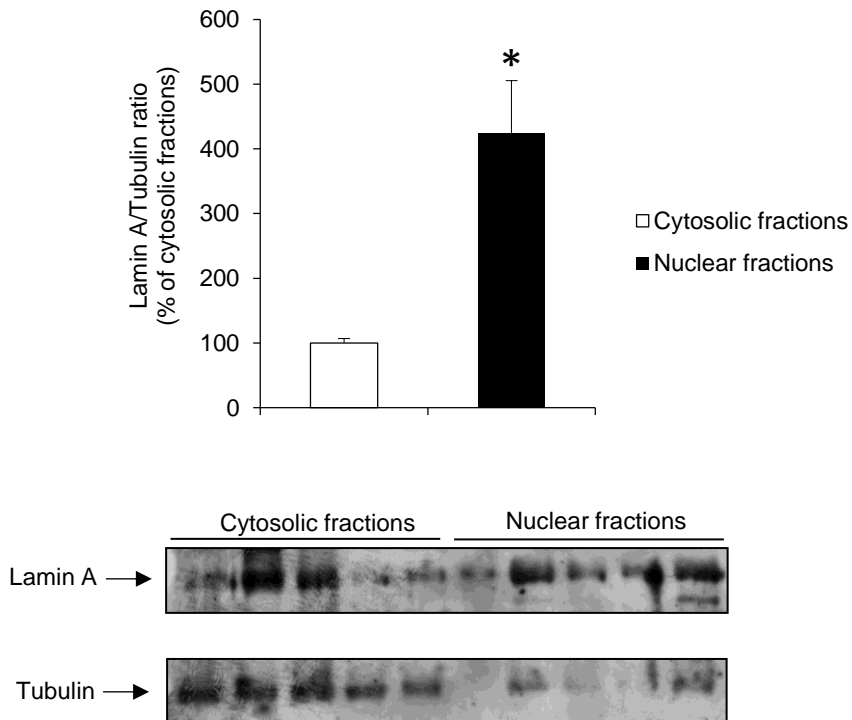 600
500
400
300
200
100
0
Lamin A/Tubulin ratio
(% of cytosolic fractions)
*
Cytosolic fractions
Nuclear fractions
Cytosolic fractions
Nuclear fractions
Lamin A
Tubulin